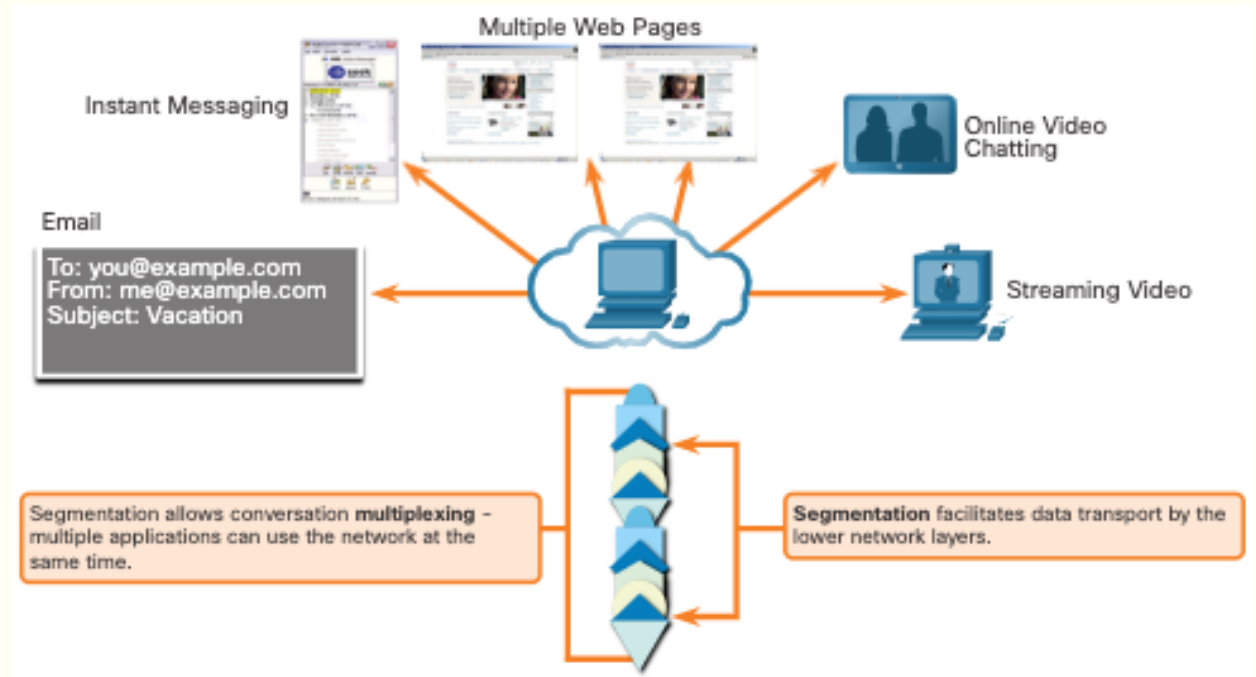 Multiple Web Pages
Instant Messaging
Online Video
Chatting
Email
To: you@example.com
From: me@example.com
Subject: Vacation
Streaming Video
Segmentation allows conversation multiplexing –
multiple applications can use the network at the
same time.
Segmentation facilitates data transport by the
lower network layers.